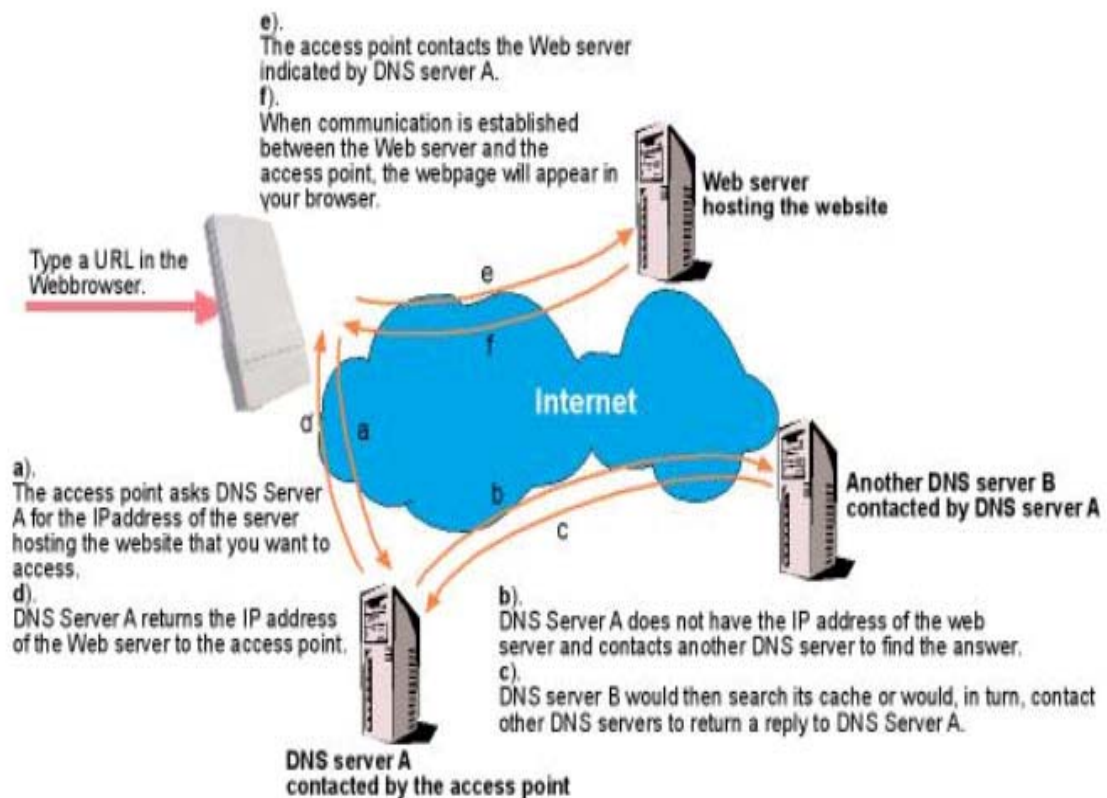 e).
The access point contacts the Web server
indicated by DNS server A.
f).
When communication is established
between the Web server and the
access point, the webpage will appear in
your browser.
Web server
hosting the website
Type a URL in the
Webbrowser.
e
f
Internet
d
a
a).
The access point asks DNS Server
A for the IPaddress of the server
hosting the website that you want to
access.
d).
DNS Server A returns the IP address
of the Web server to the access point.
b
c
Another DNS server B
contacted by DNS server A
b).
DNS Server A does not have the IP address of the web
server and contacts another DNS server to find the answer.
c).
DNS server B would then search its cache or would, in turn, contact
other DNS servers to return a reply to DNS Server A.
DNS server A
contacted by the access point